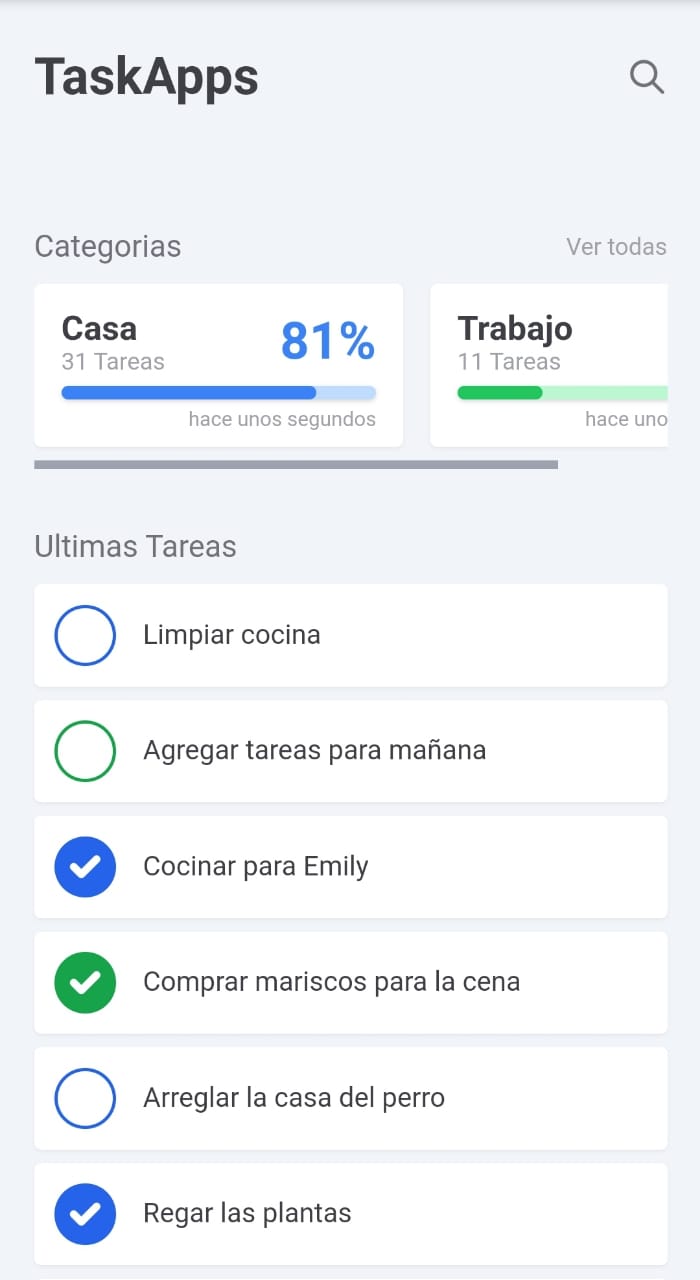 TaskApps
Categorias
Ver todas
Casa
31 Tareas
81%
hace unos segundos
Trabajo
11 Tareas
hace uno
Ultimas Tareas
Limpiar cocina
Agregar tareas para mañana
Cocinar para Emily
Comprar mariscos para la cena
Arreglar la casa del perro
Regar las plantas